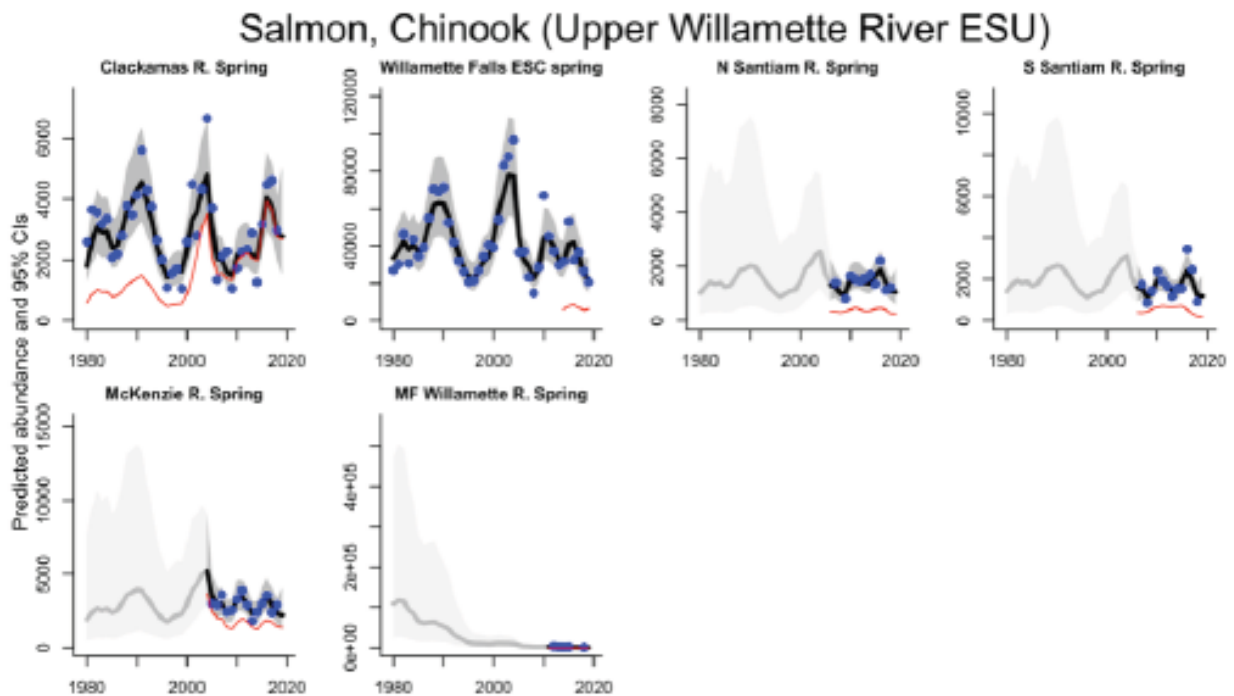 Salmon, Chinook (Upper Willamette River ESU)
Predicted abundance and 95% CIs
Clackamas R. Spring
0 2000 4000 6000
1980 2000 2020
Willamette Falls ESC spring
0 40000 80000 120000
1980 2000 2020
N Santiam R. Spring
0 2000 4000 6000 8000
1980 2000 2020
S Santiam R. Spring
0 2000 6000 10000
1980 2000 2020
McKenzie R. Spring
0 5000 10000 15000
1980 2000 2020
MF Willamette R. Spring
0e+00 2e+05 4e+05
1980 2000 2020